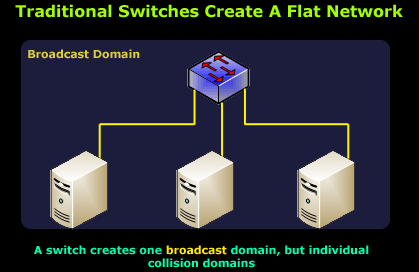 Traditional Switches Create A Flat Network
Broadcast Domain
A switch creates one broadcast domain, but individual
collision domains